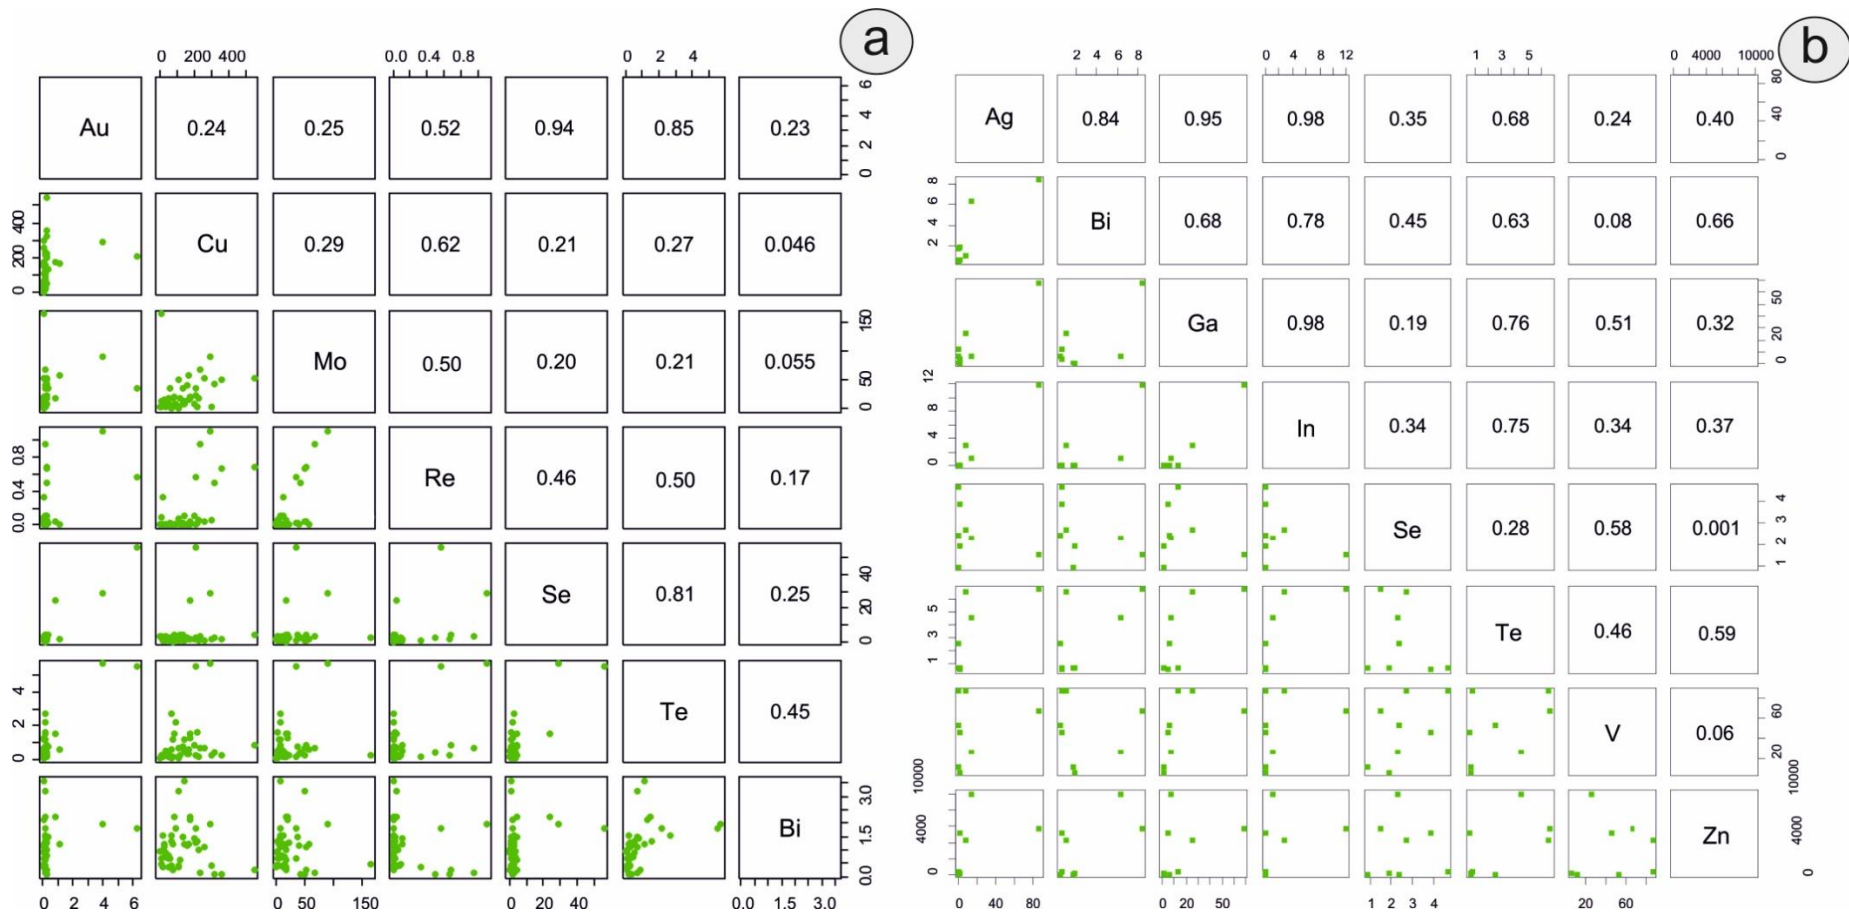 a
0 200 400
0.0 0.4 0.8
0 2 4
Au 0.24 0.25 0.52 0.94 0.85 0.23
0 2 4 6
Cu 0.29 0.62 0.21 0.27 0.046
0 200 400
Mo 0.50 0.20 0.21 0.055
0 50 150
Re 0.46 0.50 0.17
0.0 0.4 0.8
Se 0.81 0.25
0 20 40
Te 0.45
0 2 4
Bi
0.0 1.5 3.0
0 2 4 6
0 50 150
0 20 40
0.0 1.5 3.0
b
2 4 6 8
0 4 8 12
1 3 5
0 4000 10000
Ag 0.84 0.95 0.98 0.35 0.68 0.24 0.40
0 40 80
Bi 0.68 0.78 0.45 0.63 0.08 0.66
2 4 6 8
Ga 0.98 0.19 0.76 0.51 0.32
0 20 50
In 0.34 0.75 0.34 0.37
0 4 8 12
Se 0.28 0.58 0.001
1 2 3 4
Te 0.46 0.59
1 3 5
V 0.06
20 60
Zn
0 4000 10000
0 4000 10000
0 40 80
0 20 50
1 2 3 4
20 60